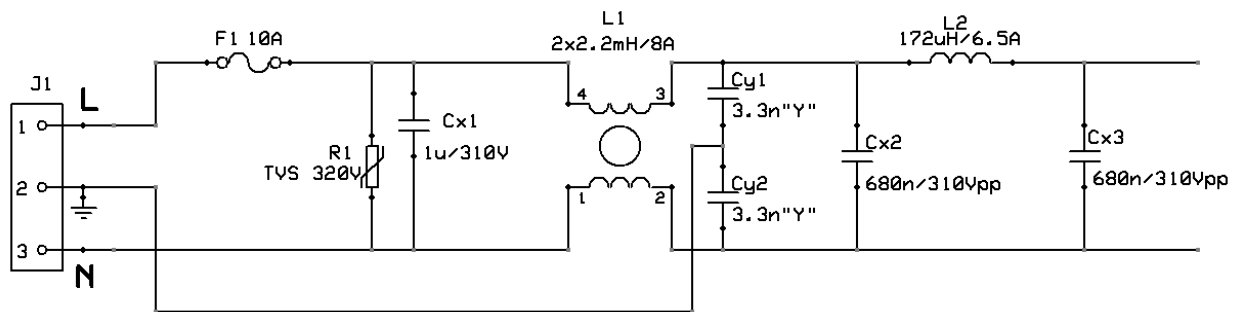 L1
L2
F1 10A
2x2.2mH/8A
172uH/6.5A
J1
L
4
3
Cy1
3.3n"Y"
1
Cx1
1u/310V
R1
TVS 320V
Cx2
680n/310Vpp
Cx3
680n/310Vpp
2
1
2
Cy2
3.3n"Y"
3
N